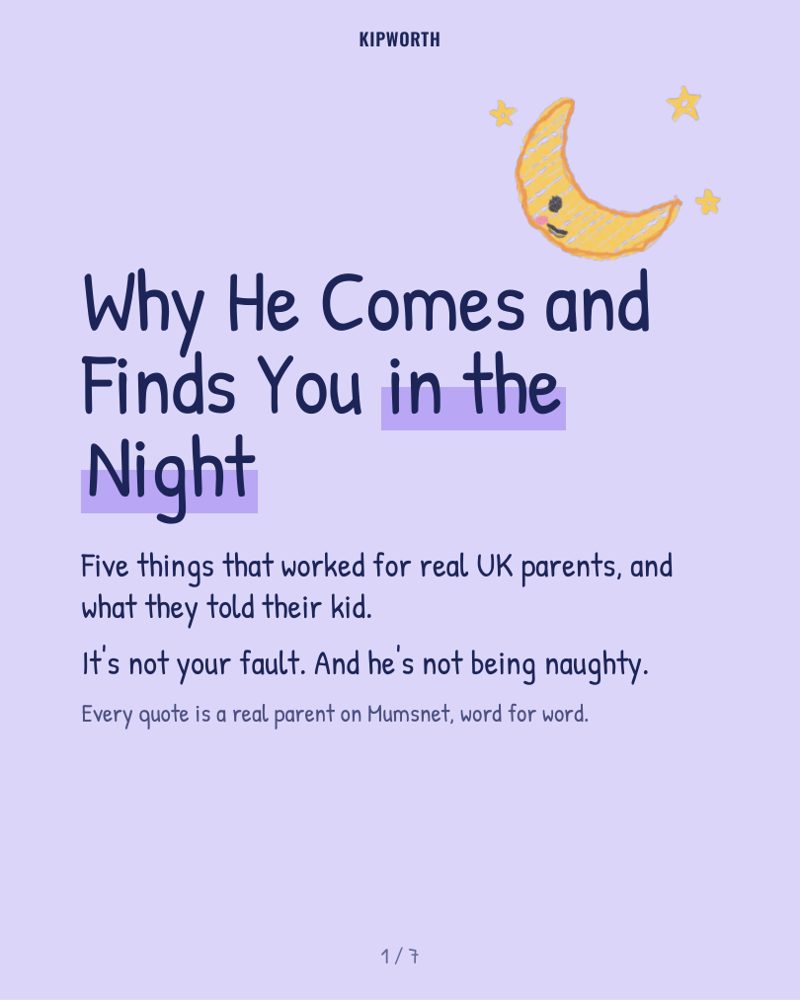 KIPWORTH
Why He Comes and
Finds You in the
Night
Five things that worked for real UK parents, and
what they told their kid.
It's not your fault. And he's not being naughty.
Every quote is a real parent on Mumsnet, word for word.
1 / 7